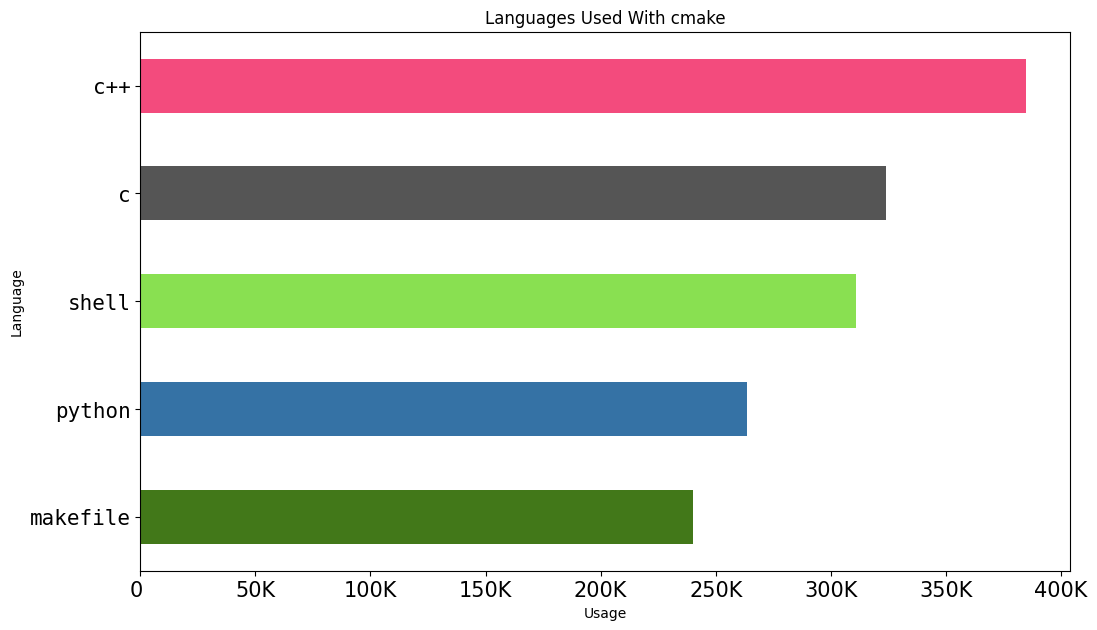 Languages Used With cmake
c++
c
shell
python
makefile
Language
0 50K 100K 150K 200K 250K 300K 350K 400K
Usage